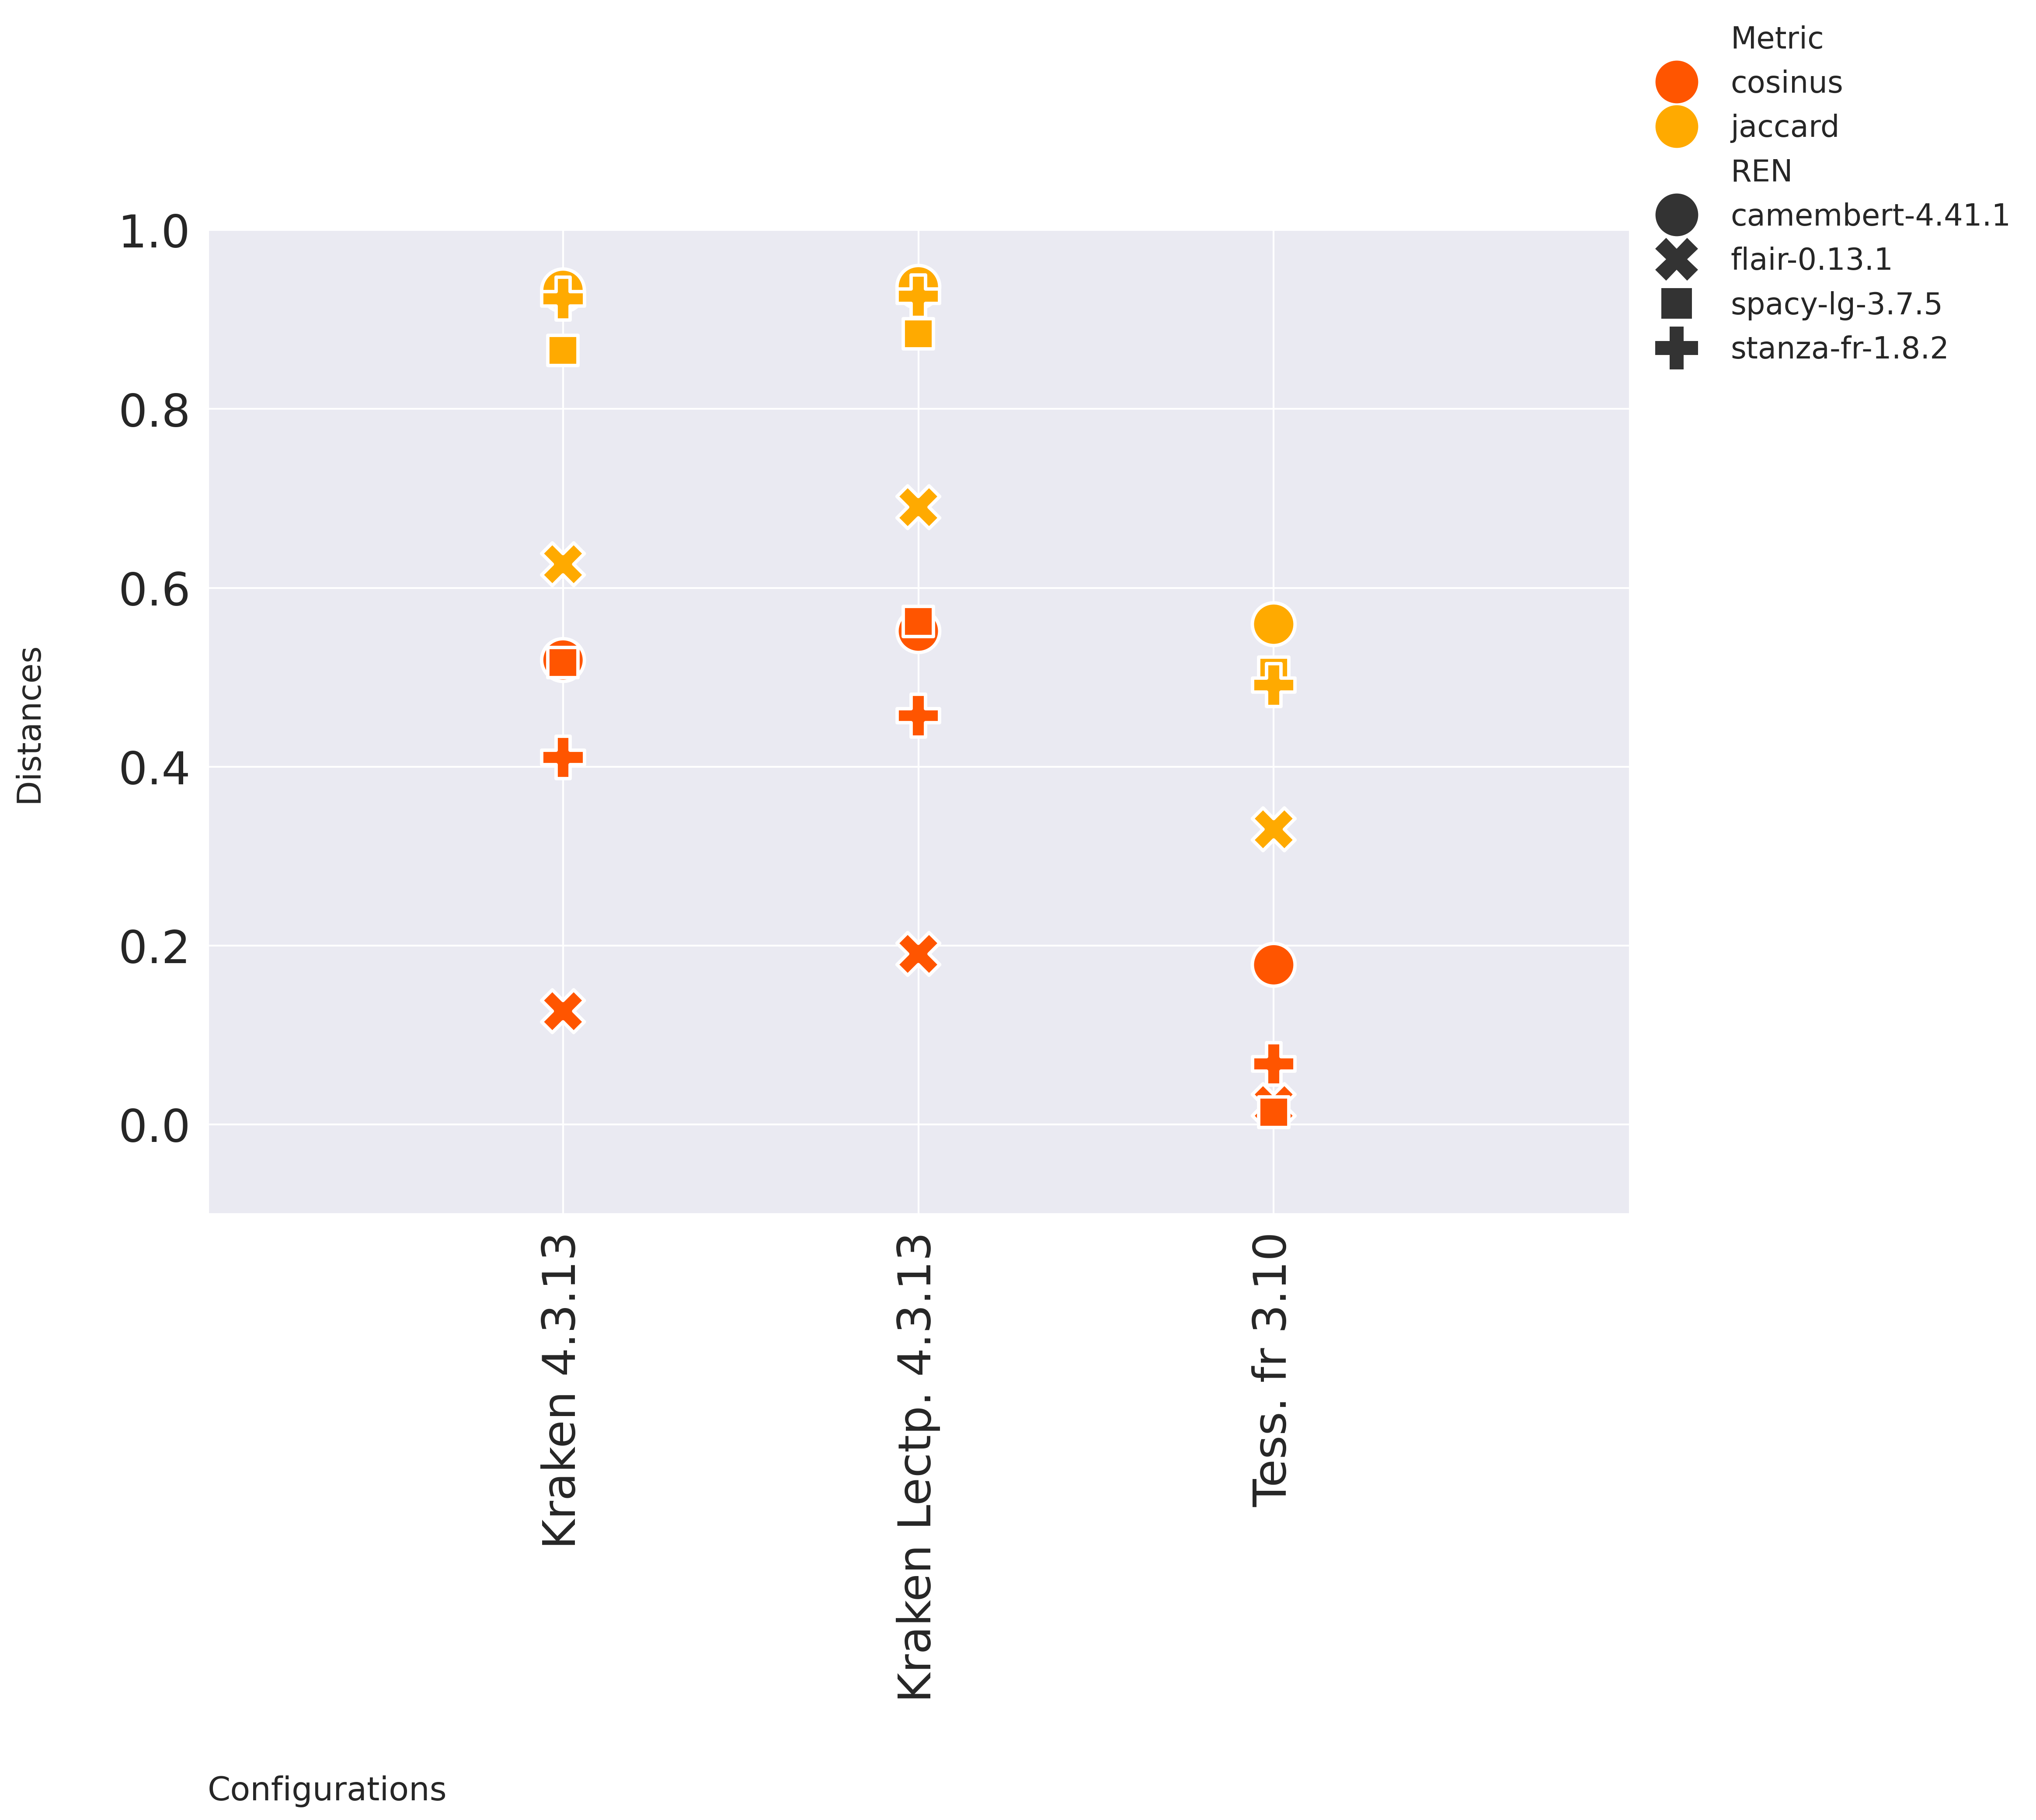 Metric
cosinus
jaccard
REN
camembert-4.41.1
flair-0.13.1
spacy-lg-3.7.5
stanza-fr-1.8.2
1.0
0.8
0.6
0.4
0.2
0.0
Distances
Kraken 4.3.13
Kraken Lectp. 4.3.13
Tess. fr 3.10
Configurations